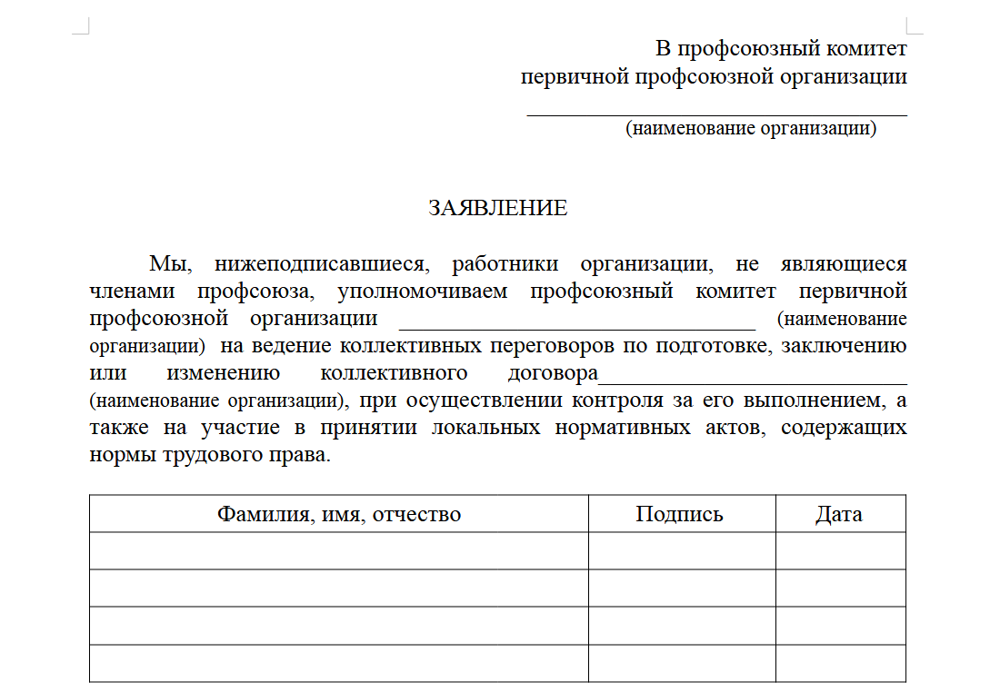 В профсоюзный комитет
первичной профсоюзной организации
(наименование организации)
ЗАЯВЛЕНИЕ
Мы, нижеподписавшиеся, работники организации, не являющиеся
членами профсоюза, уполномочиваем профсоюзный комитет первичной
профсоюзной организации ______________________________ (наименование
организации) на ведение коллективных переговоров по подготовке, заключению
или изменению коллективного договора__________________________
(наименование организации), при осуществлении контроля за его выполнением, а
также на участие в принятии локальных нормативных актов, содержащих
нормы трудового права.
Фамилия, имя, отчество Подпись Дата